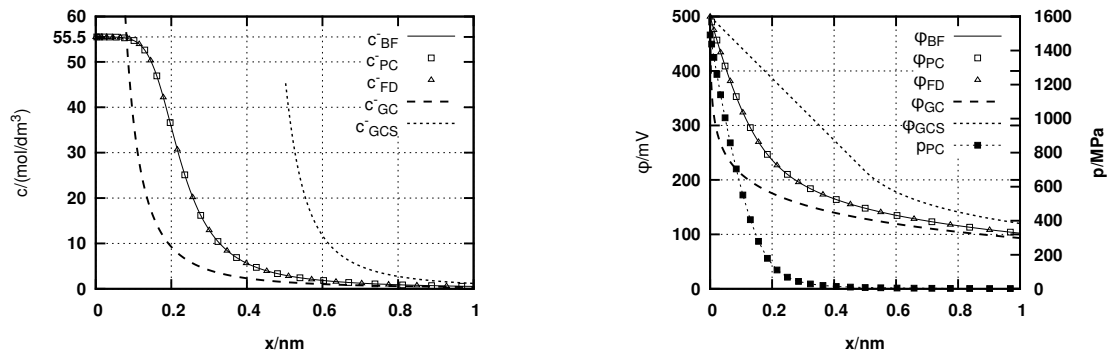 60
55.5
50
40
30
20
10
0
c/(mol/dm³)
c⁻BF
c⁻PC
c⁻FD
c⁻GC
c⁻GCS
0 0.2 0.4 0.6 0.8 1
x/nm
500
400
300
200
100
0
φ/mV
φBF
φPC
φFD
φGC
φGCS
pPC
1600
1400
1200
1000
800
600
400
200
0
p/MPa
0 0.2 0.4 0.6 0.8 1
x/nm